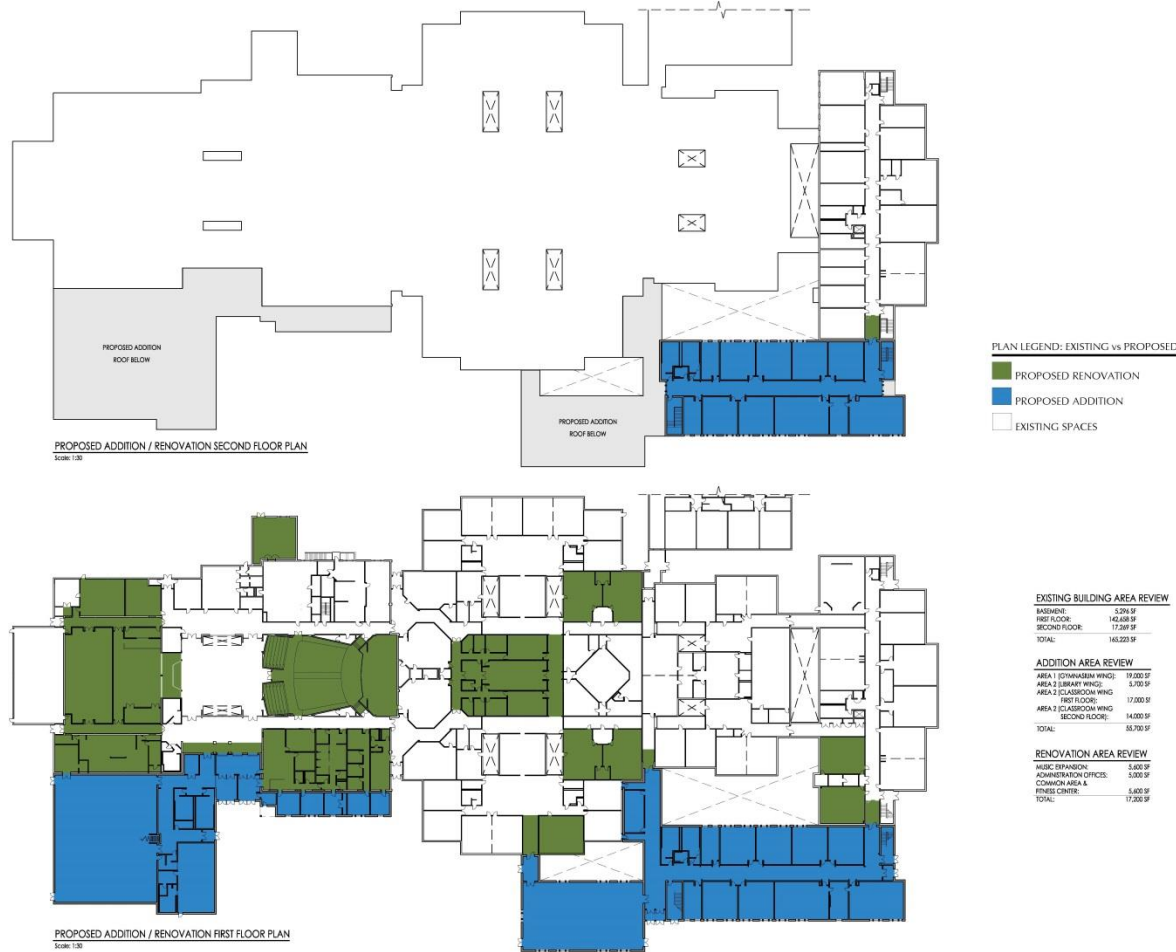 PROPOSED ADDITION
ROOF BELOW
PROPOSED ADDITION
ROOF BELOW
PROPOSED ADDITION / RENOVATION SECOND FLOOR PLAN
Scale: 1:30
PLAN LEGEND: EXISTING vs PROPOSED
PROPOSED RENOVATION
PROPOSED ADDITION
EXISTING SPACES
EXISTING BUILDING AREA REVIEW
BASEMENT: 5,296 SF
FIRST FLOOR: 142,658 SF
SECOND FLOOR: 17,269 SF
TOTAL: 165,223 SF
ADDITION AREA REVIEW
AREA 1 (GYMNASIUM WING): 19,000 SF
AREA 2 (LIBRARY WING): 5,700 SF
AREA 2 (CLASSROOM WING
FIRST FLOOR): 17,000 SF
AREA 2 (CLASSROOM WING
SECOND FLOOR): 14,000 SF
TOTAL: 55,700 SF
RENOVATION AREA REVIEW
MUSIC EXPANSION: 5,600 SF
ADMINISTRATION OFFICES: 5,000 SF
COMMON AREA &
FITNESS CENTER: 5,600 SF
TOTAL: 17,200 SF
PROPOSED ADDITION / RENOVATION FIRST FLOOR PLAN
Scale: 1:30